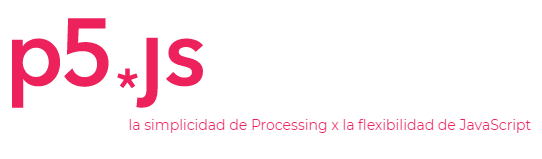 p5*js
la simplicidad de Processing x la flexibilidad de JavaScript